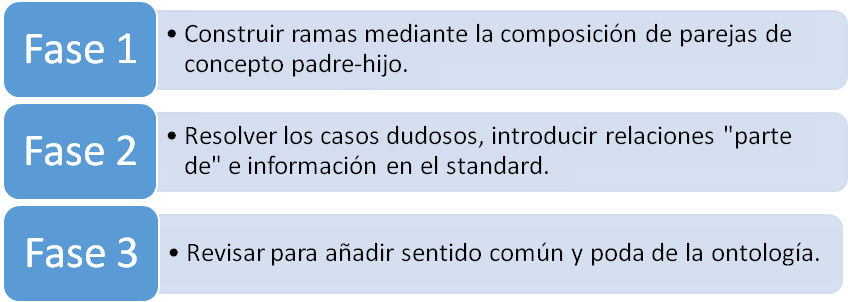 Fase 1
• Construir ramas mediante la composición de parejas de
concepto padre-hijo.
Fase 2
• Resolver los casos dudosos, introducir relaciones "parte
de" e información en el standard.
Fase 3
• Revisar para añadir sentido común y poda de la ontología.